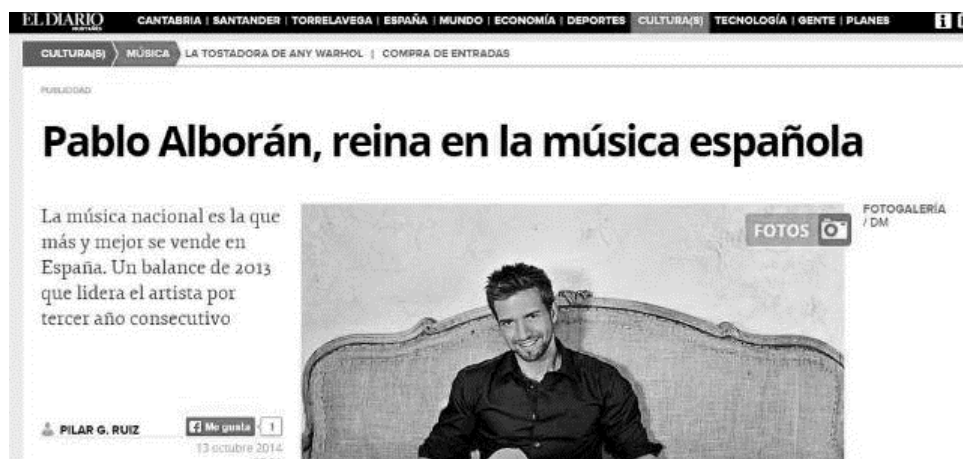 EL DIARIO
MONTAÑES
CANTABRIA | SANTANDER | TORRELAVEGA | ESPAÑA | MUNDO | ECONOMÍA | DEPORTES CULTURA(S) TECNOLOGÍA | GENTE | PLANES
CULTURA(S) MÚSICA LA TOSTADORA DE ANY WARHOL | COMPRA DE ENTRADAS
PUBLICIDAD
Pablo Alborán, reina en la música española
La música nacional es la que
más y mejor se vende en
España. Un balance de 2013
que lidera el artista por
tercer año consecutivo
FOTOS
FOTOGALERÍA
/ DM
PILAR G. RUIZ
Me gusta 1
13 octubre 2014